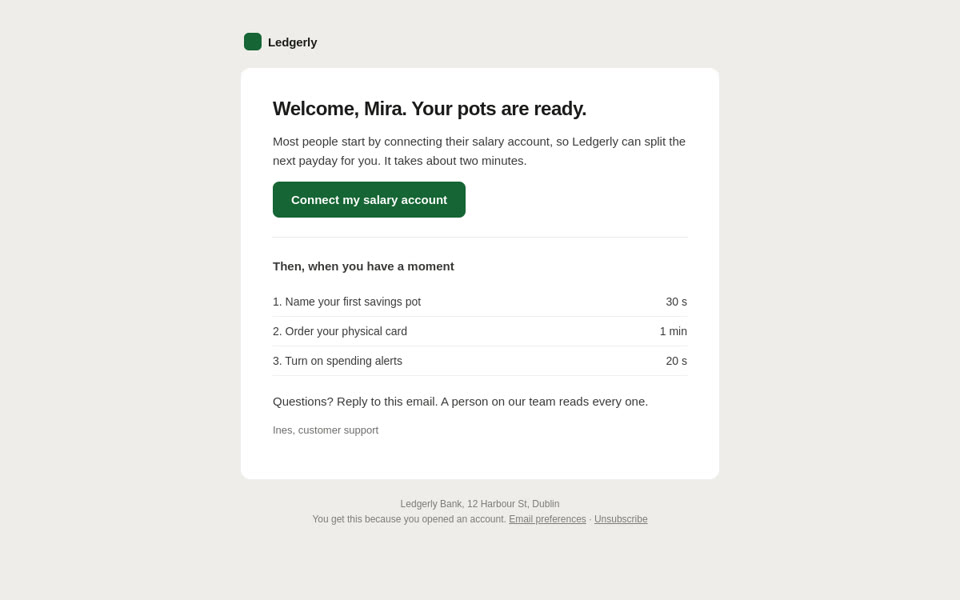 Ledgerly
Welcome, Mira. Your pots are ready.
Most people start by connecting their salary account, so Ledgerly can split the
next payday for you. It takes about two minutes.
Connect my salary account
Then, when you have a moment
1. Name your first savings pot 30 s
2. Order your physical card 1 min
3. Turn on spending alerts 20 s
Questions? Reply to this email. A person on our team reads every one.
Ines, customer support
Ledgerly Bank, 12 Harbour St, Dublin
You get this because you opened an account. Email preferences · Unsubscribe